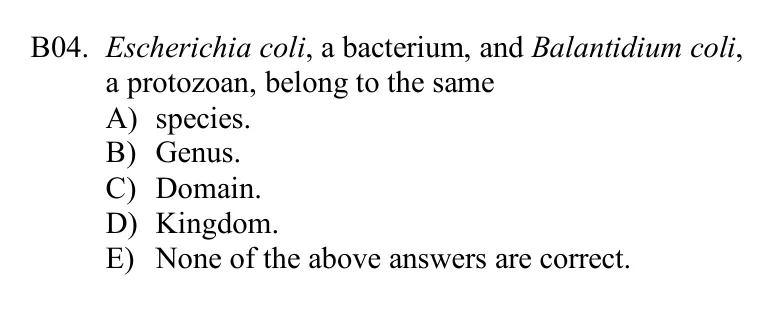 B04. Escherichia coli, a bacterium, and Balantidium coli,
a protozoan, belong to the same
A) species.
B) Genus.
C) Domain.
D) Kingdom.
E) None of the above answers are correct.